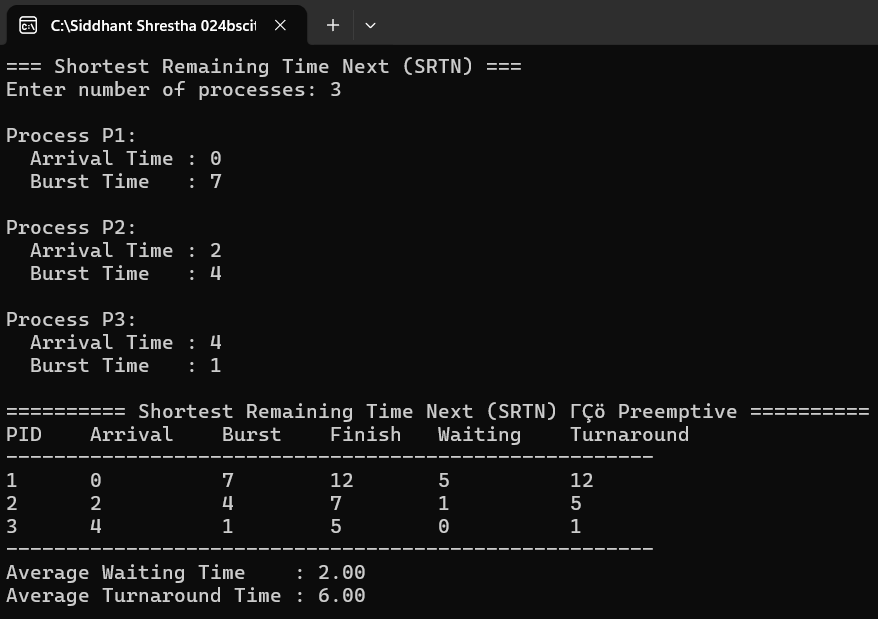 C:\Siddhant Shrestha 024bscit
=== Shortest Remaining Time Next (SRTN) ===
Enter number of processes: 3
Process P1:
  Arrival Time : 0
  Burst Time   : 7
Process P2:
  Arrival Time : 2
  Burst Time   : 4
Process P3:
  Arrival Time : 4
  Burst Time   : 1
========== Shortest Remaining Time Next (SRTN) ΓÇö Preemptive ==========
PID    Arrival    Burst    Finish   Waiting    Turnaround
------------------------------------------------------
1      0          7        12       5          12
2      2          4        7        1          5
3      4          1        5        0          1
------------------------------------------------------
Average Waiting Time    : 2.00
Average Turnaround Time : 6.00